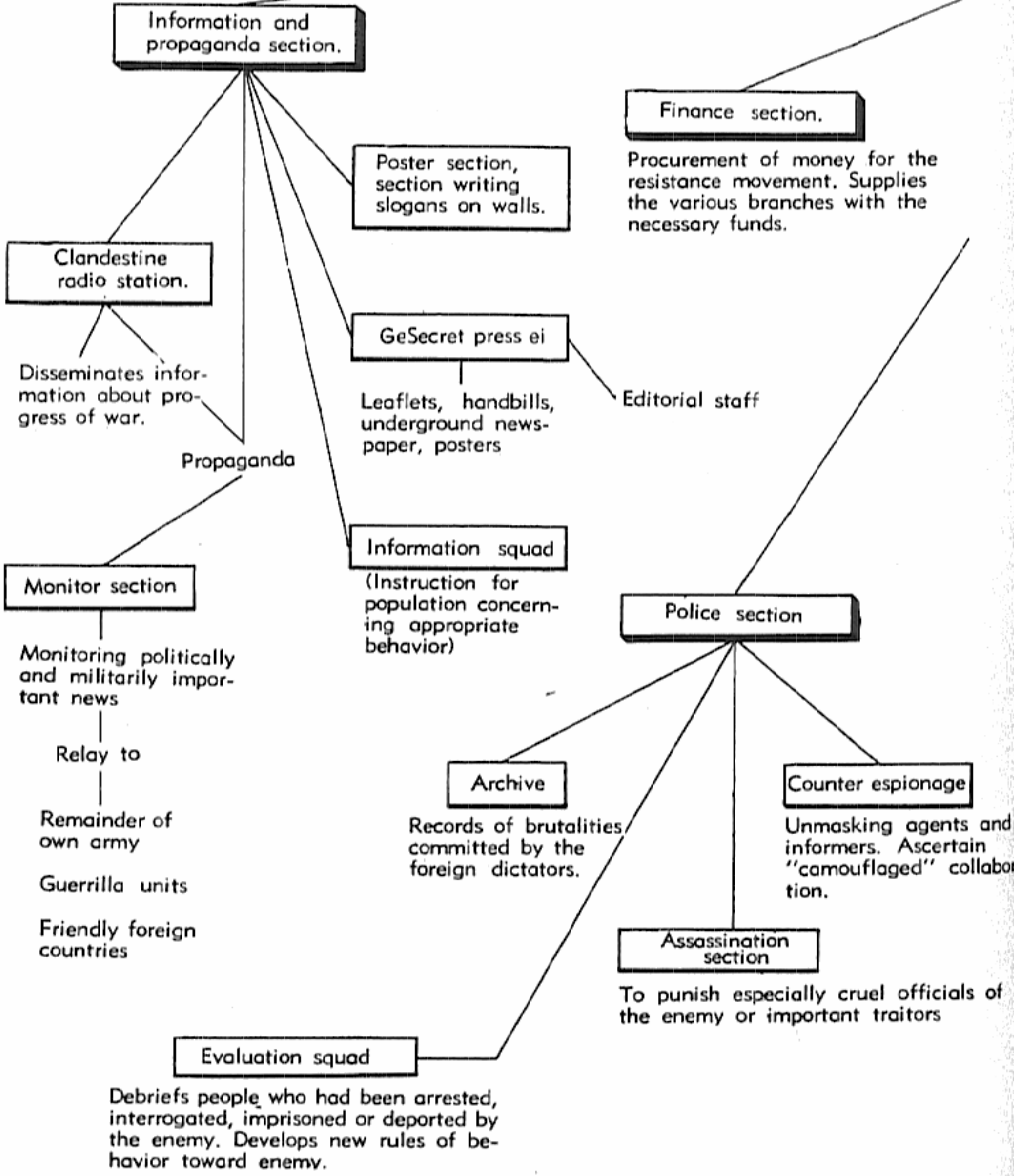 Information and
propaganda section.
Finance section.
Procurement of money for the
resistance movement. Supplies
the various branches with the
necessary funds.
Poster section,
section writing
slogans on walls.
Clandestine
radio station.
Disseminates infor-
mation about pro-
gress of war.
GeSecret press ei
Leaflets, handbills,
underground news-
paper, posters
Editorial staff
Propaganda
Information squad
(Instruction for
population concern-
ing appropriate
behavior)
Monitor section
Monitoring politically
and militarily impor-
tant news
Relay to
Remainder of
own army
Guerrilla units
Friendly foreign
countries
Police section
Archive
Records of brutalities
committed by the
foreign dictators.
Counter espionage
Unmasking agents and
informers. Ascertain
"camouflaged" collabor
tion.
Assassination
section
To punish especially cruel officials of
the enemy or important traitors
Evaluation squad
Debriefs people who had been arrested,
interrogated, imprisoned or deported by
the enemy. Develops new rules of be-
havior toward enemy.